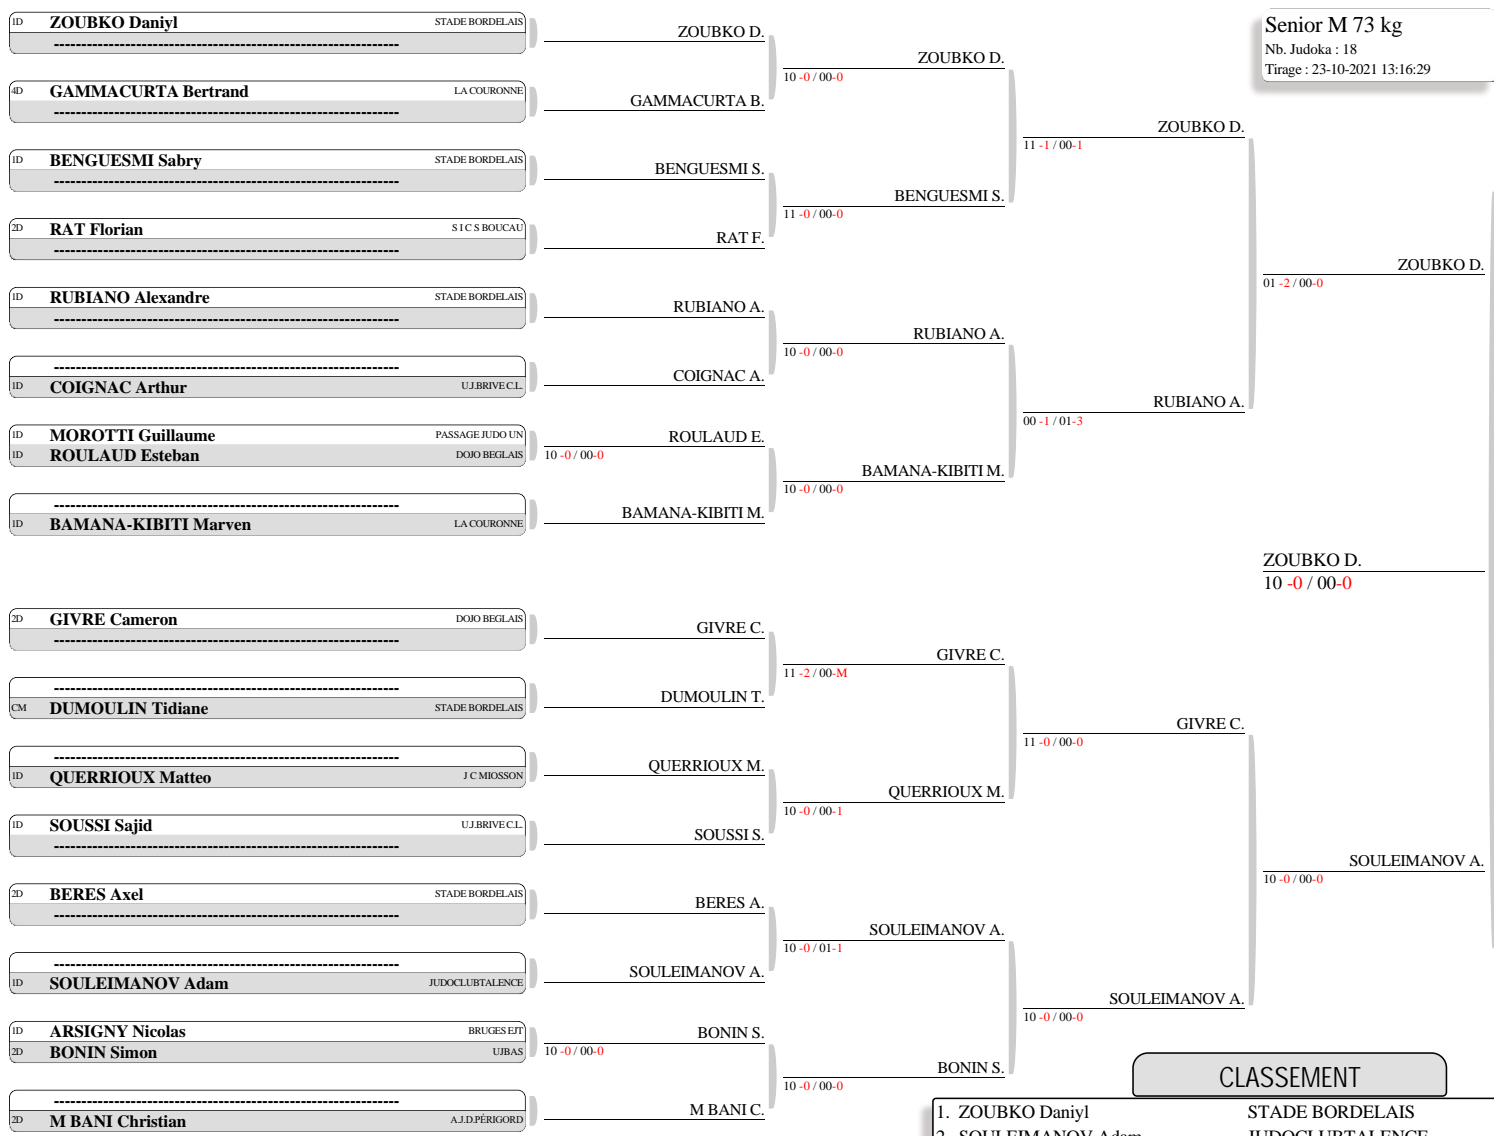 Senior M 73 kg
Nb. Judoka : 18
Tirage : 23-10-2021 13:16:29
1D ZOUBKO Daniyl STADE BORDELAIS
----------------------------------------------------------------
4D GAMMACURTA Bertrand LA COURONNE
----------------------------------------------------------------
1D BENGUESMI Sabry STADE BORDELAIS
----------------------------------------------------------------
2D RAT Florian S I C S BOUCAU
----------------------------------------------------------------
1D RUBIANO Alexandre STADE BORDELAIS
----------------------------------------------------------------
----------------------------------------------------------------
1D COIGNAC Arthur U.J.BRIVE C.L.
1D MOROTTI Guillaume PASSAGE JUDO UN
1D ROULAUD Esteban DOJO BEGLAIS
----------------------------------------------------------------
1D BAMANA-KIBITI Marven LA COURONNE
2D GIVRE Cameron DOJO BEGLAIS
----------------------------------------------------------------
----------------------------------------------------------------
CM DUMOULIN Tidiane STADE BORDELAIS
----------------------------------------------------------------
1D QUERRIOUX Matteo J C MIOSSON
1D SOUSSI Sajid U.J.BRIVE C.L.
----------------------------------------------------------------
2D BERES Axel STADE BORDELAIS
----------------------------------------------------------------
----------------------------------------------------------------
1D SOULEIMANOV Adam JUDOCLUBTALENCE
1D ARSIGNY Nicolas BRUGES EJT
2D BONIN Simon UJBAS
----------------------------------------------------------------
2D M BANI Christian A.J.D.PÉRIGORD
ZOUBKO D.
GAMMACURTA B.
BENGUESMI S.
RAT F.
RUBIANO A.
COIGNAC A.
ROULAUD E.
10 -0 / 00-0
BAMANA-KIBITI M.
GIVRE C.
DUMOULIN T.
QUERRIOUX M.
SOUSSI S.
BERES A.
SOULEIMANOV A.
BONIN S.
10 -0 / 00-0
M BANI C.
ZOUBKO D.
10 -0 / 00-0
BENGUESMI S.
11 -0 / 00-0
RUBIANO A.
10 -0 / 00-0
BAMANA-KIBITI M.
10 -0 / 00-0
GIVRE C.
11 -2 / 00-M
QUERRIOUX M.
10 -0 / 00-1
SOULEIMANOV A.
10 -0 / 01-1
BONIN S.
10 -0 / 00-0
ZOUBKO D.
11 -1 / 00-1
RUBIANO A.
00 -1 / 01-3
GIVRE C.
11 -0 / 00-0
SOULEIMANOV A.
10 -0 / 00-0
ZOUBKO D.
01 -2 / 00-0
SOULEIMANOV A.
10 -0 / 00-0
ZOUBKO D.
10 -0 / 00-0
CLASSEMENT
1. ZOUBKO Daniyl STADE BORDELAIS
2. SOULEIMANOV Adam JUDOCLUBTALENCE